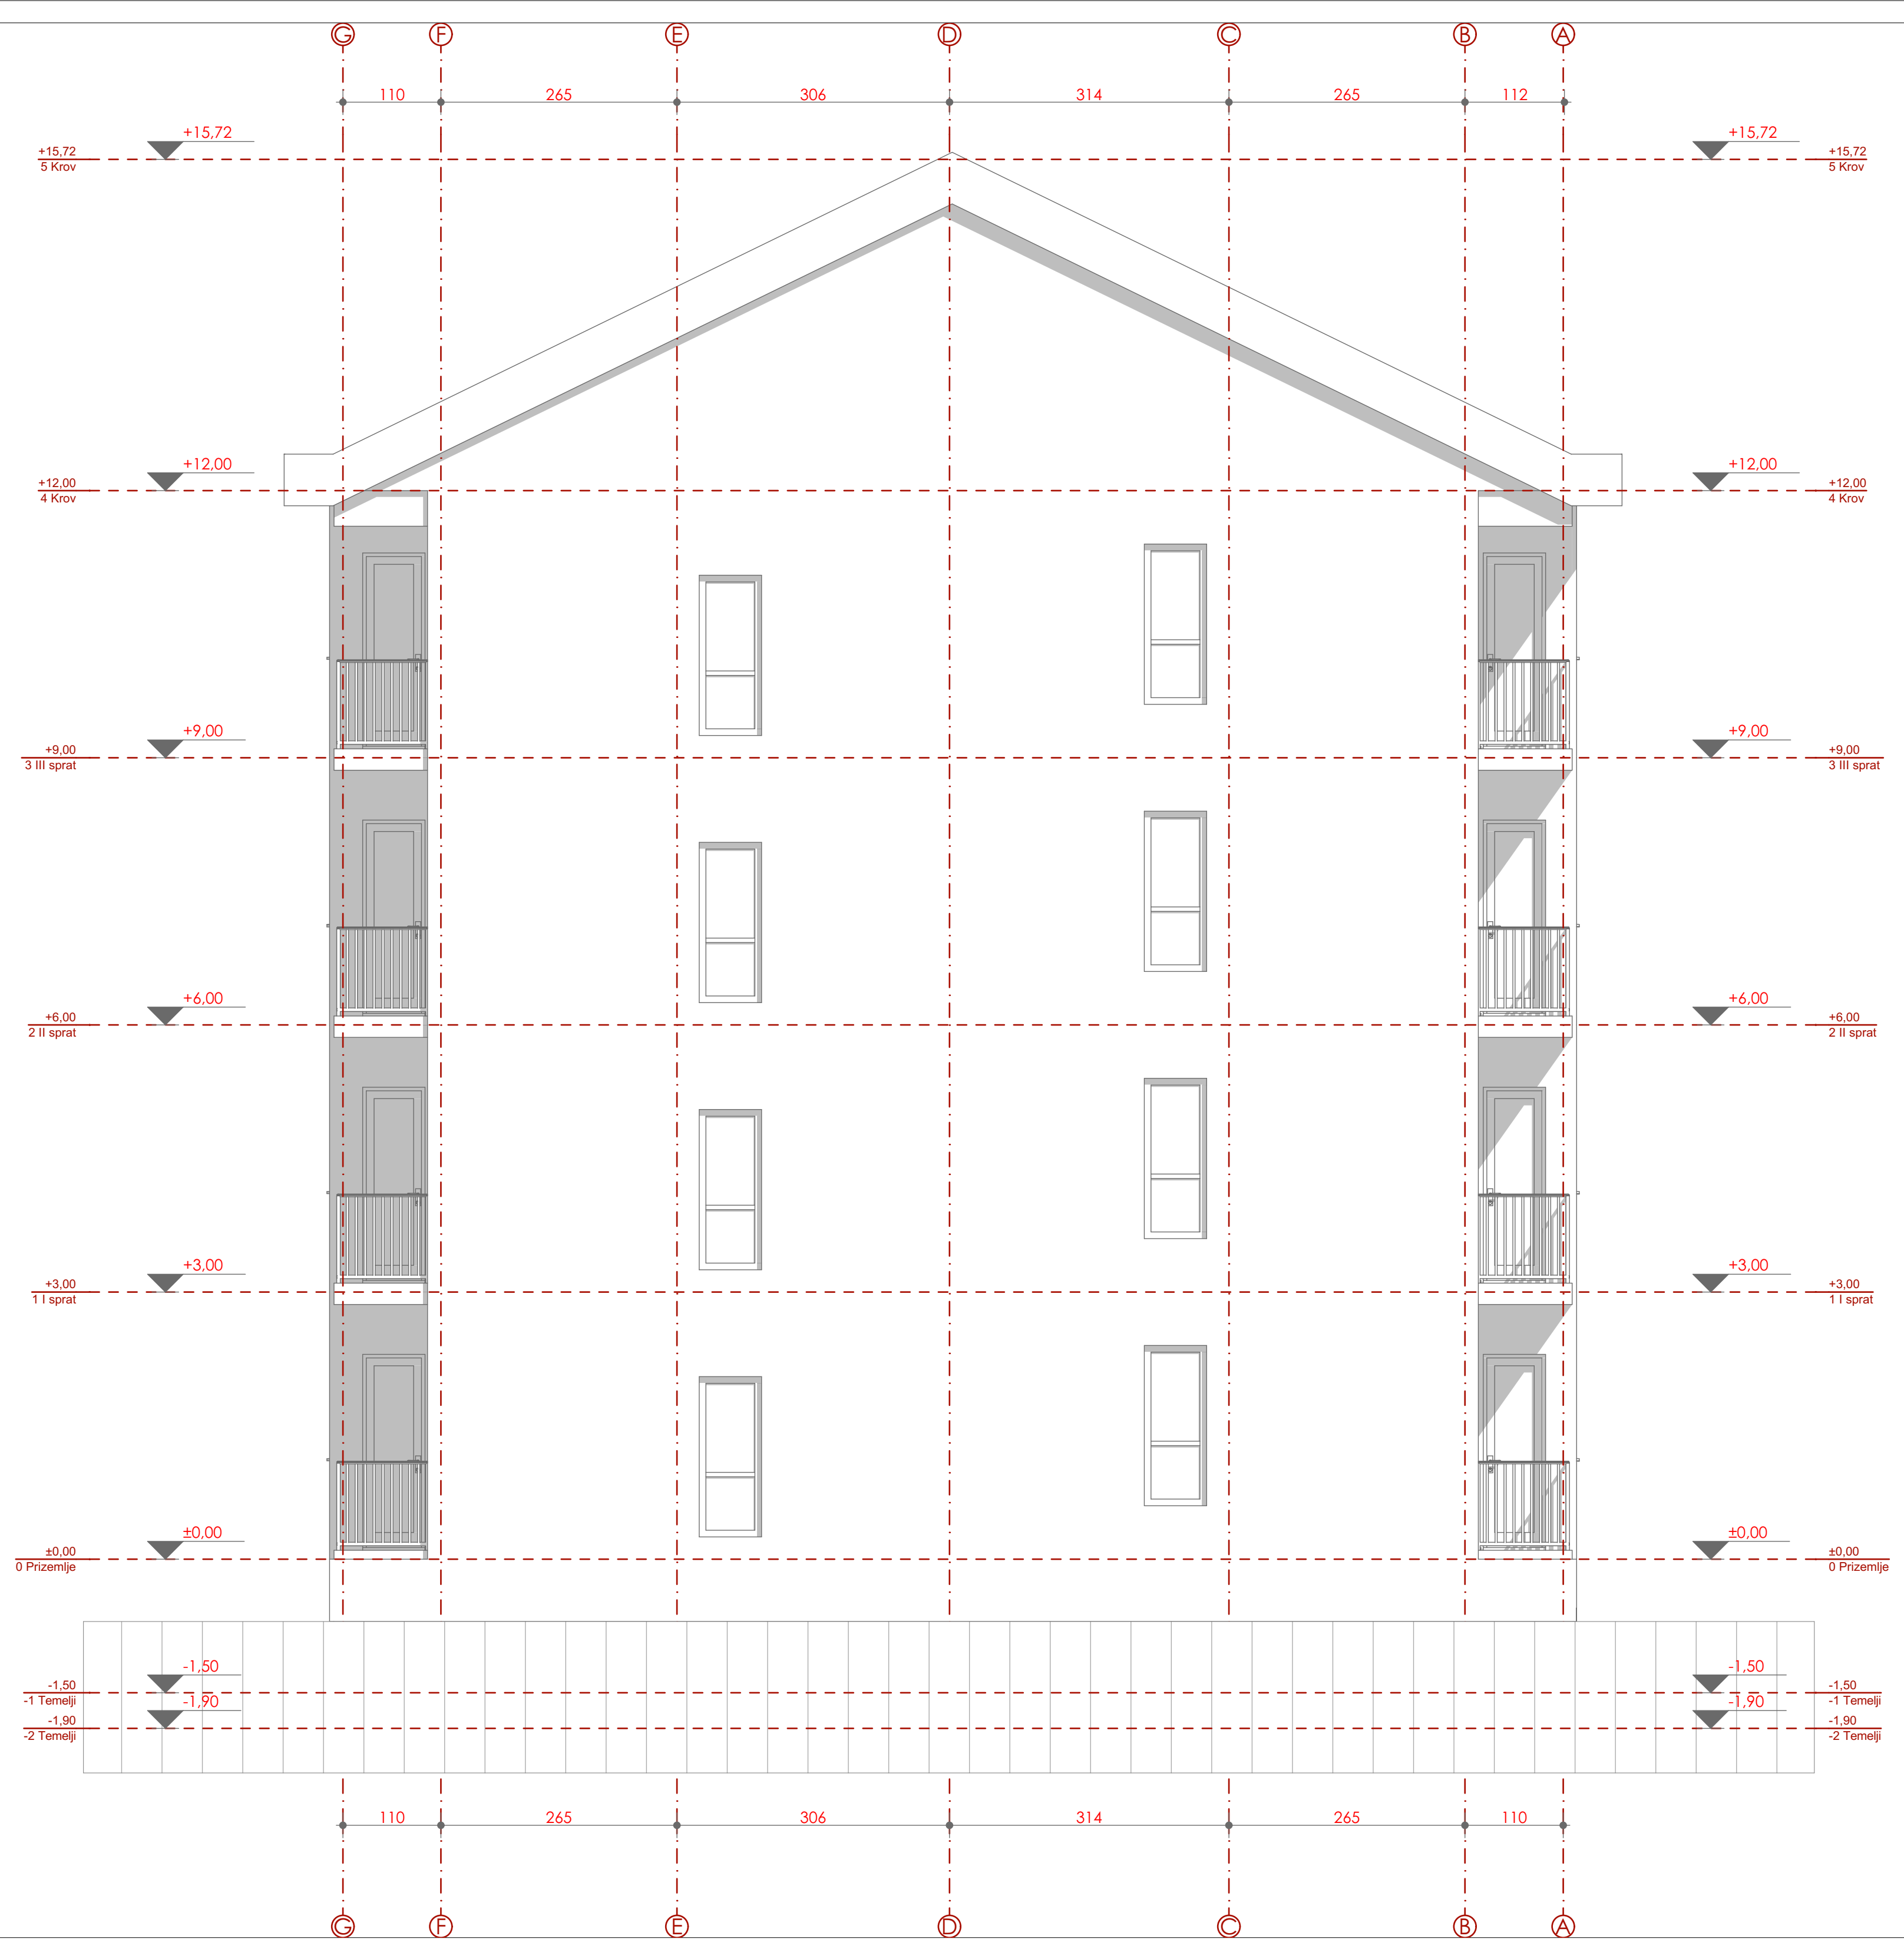 G F E D C B A
110 265 306 314 265 112
+15,72 +15,72
+15,72 +15,72
5 Krov 5 Krov
+12,00 +12,00
+12,00 +12,00
4 Krov 4 Krov
+9,00 +9,00
+9,00 +9,00
3 III sprat 3 III sprat
+6,00 +6,00
+6,00 +6,00
2 II sprat 2 II sprat
+3,00 +3,00
+3,00 +3,00
1 I sprat 1 I sprat
±0,00 ±0,00
±0,00 ±0,00
0 Prizemlje 0 Prizemlje
-1,50 -1,50
-1,50 -1,50
-1 Temelji -1 Temelji
-1,90 -1,90
-1,90 -1,90
-2 Temelji -2 Temelji
110 265 306 314 265 110
G F E D C B A